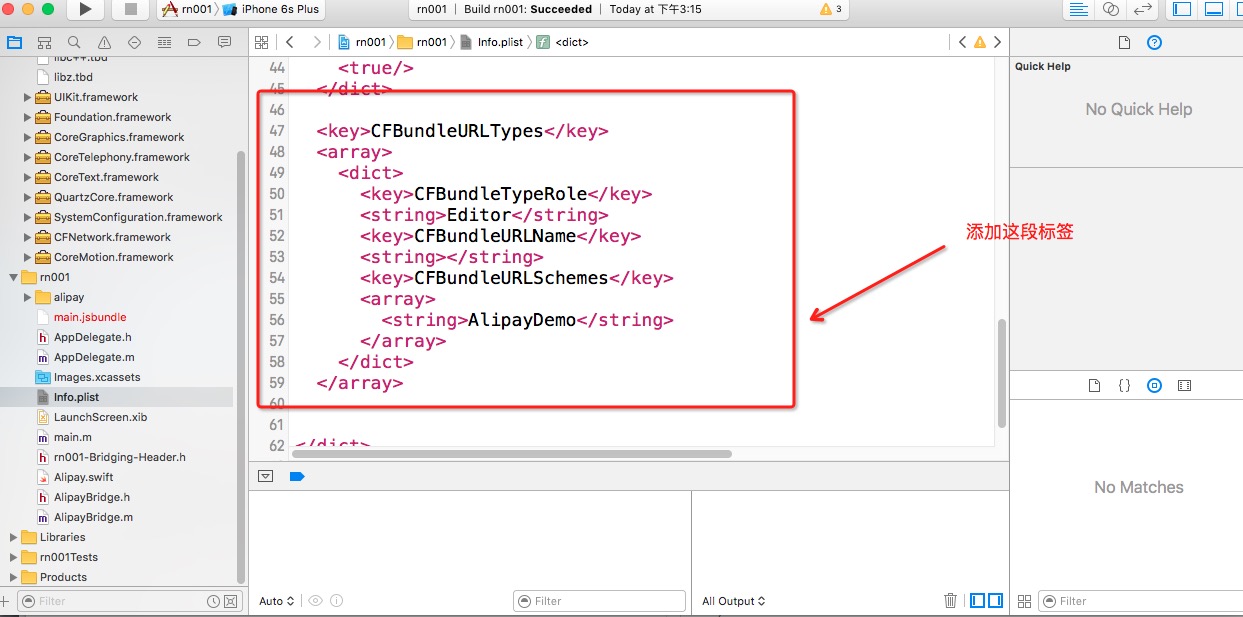 rn001 iPhone 6s Plus
rn001 | Build rn001: Succeeded | Today at 下午3:15
3
rn001 rn001 Info.plist <dict>
libc++.tbd
libz.tbd
UIKit.framework
Foundation.framework
CoreGraphics.framework
CoreTelephony.framework
CoreText.framework
QuartzCore.framework
SystemConfiguration.framework
CFNetwork.framework
CoreMotion.framework
rn001
alipay
main.jsbundle
AppDelegate.h
AppDelegate.m
Images.xcassets
Info.plist
LaunchScreen.xib
main.m
rn001-Bridging-Header.h
Alipay.swift
AlipayBridge.h
AlipayBridge.m
Libraries
rn001Tests
Products
Filter
44 <true/>
45 </dict>
46
47 <key>CFBundleURLTypes</key>
48 <array>
49 <dict>
50 <key>CFBundleTypeRole</key>
51 <string>Editor</string>
52 <key>CFBundleURLName</key>
53 <string></string>
54 <key>CFBundleURLSchemes</key>
55 <array>
56 <string>AlipayDemo</string>
57 </array>
58 </dict>
59 </array>
60
61
62 </dict>
添加这段标签
Auto
Filter
All Output
Quick Help
No Quick Help
No Matches
Filter